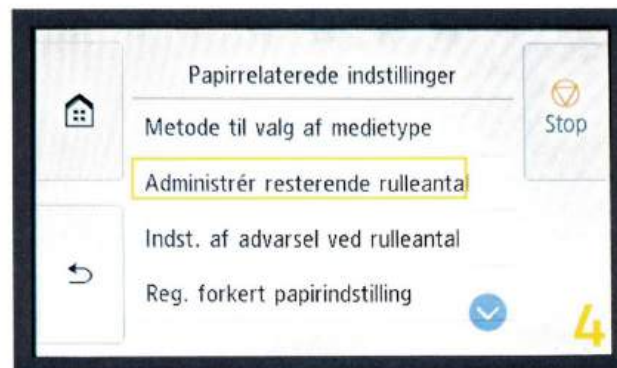 Papirrelaterede indstillinger
Metode til valg af medietype
Stop
Administrér resterende rulleantal
Indst. af advarsel ved rulleantal
Reg. forkert papirindstilling
4